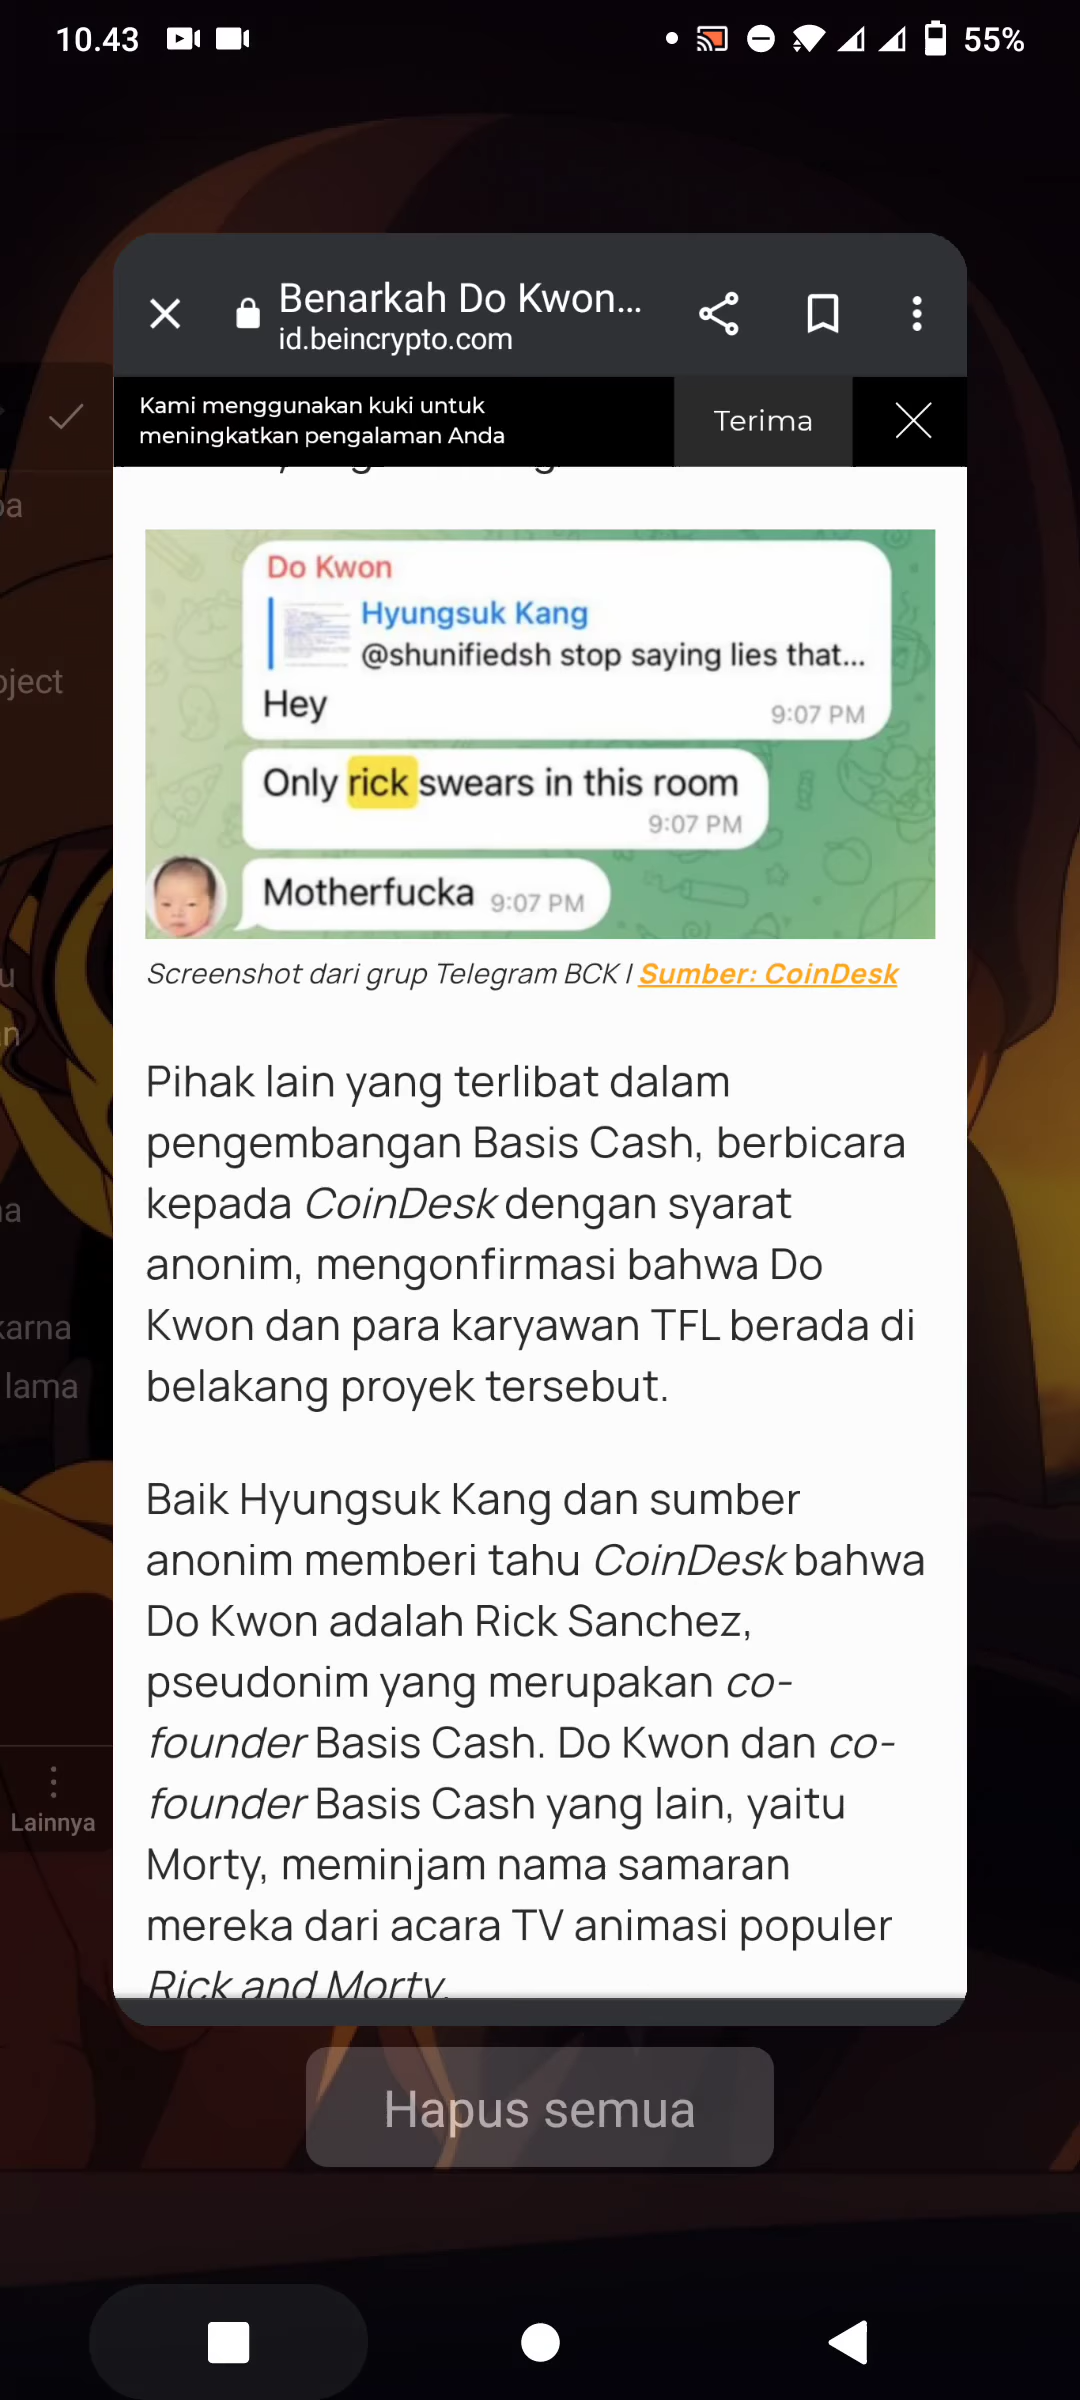 10.43
55%
Benarkah Do Kwon...
id.beincrypto.com
Kami menggunakan kuki untuk
meningkatkan pengalaman Anda
Terima
Do Kwon
Hyungsuk Kang
@shunifiedsh stop saying lies that...
Hey
9:07 PM
Only rick swears in this room
9:07 PM
Motherfucka 9:07 PM
Screenshot dari grup Telegram BCK | Sumber: CoinDesk
Pihak lain yang terlibat dalam
pengembangan Basis Cash, berbicara
kepada CoinDesk dengan syarat
anonim, mengonfirmasi bahwa Do
Kwon dan para karyawan TFL berada di
belakang proyek tersebut.
Baik Hyungsuk Kang dan sumber
anonim memberi tahu CoinDesk bahwa
Do Kwon adalah Rick Sanchez,
pseudonim yang merupakan co-
founder Basis Cash. Do Kwon dan co-
founder Basis Cash yang lain, yaitu
Morty, meminjam nama samaran
mereka dari acara TV animasi populer
Rick and Morty.
lama
Lainnya
Hapus semua